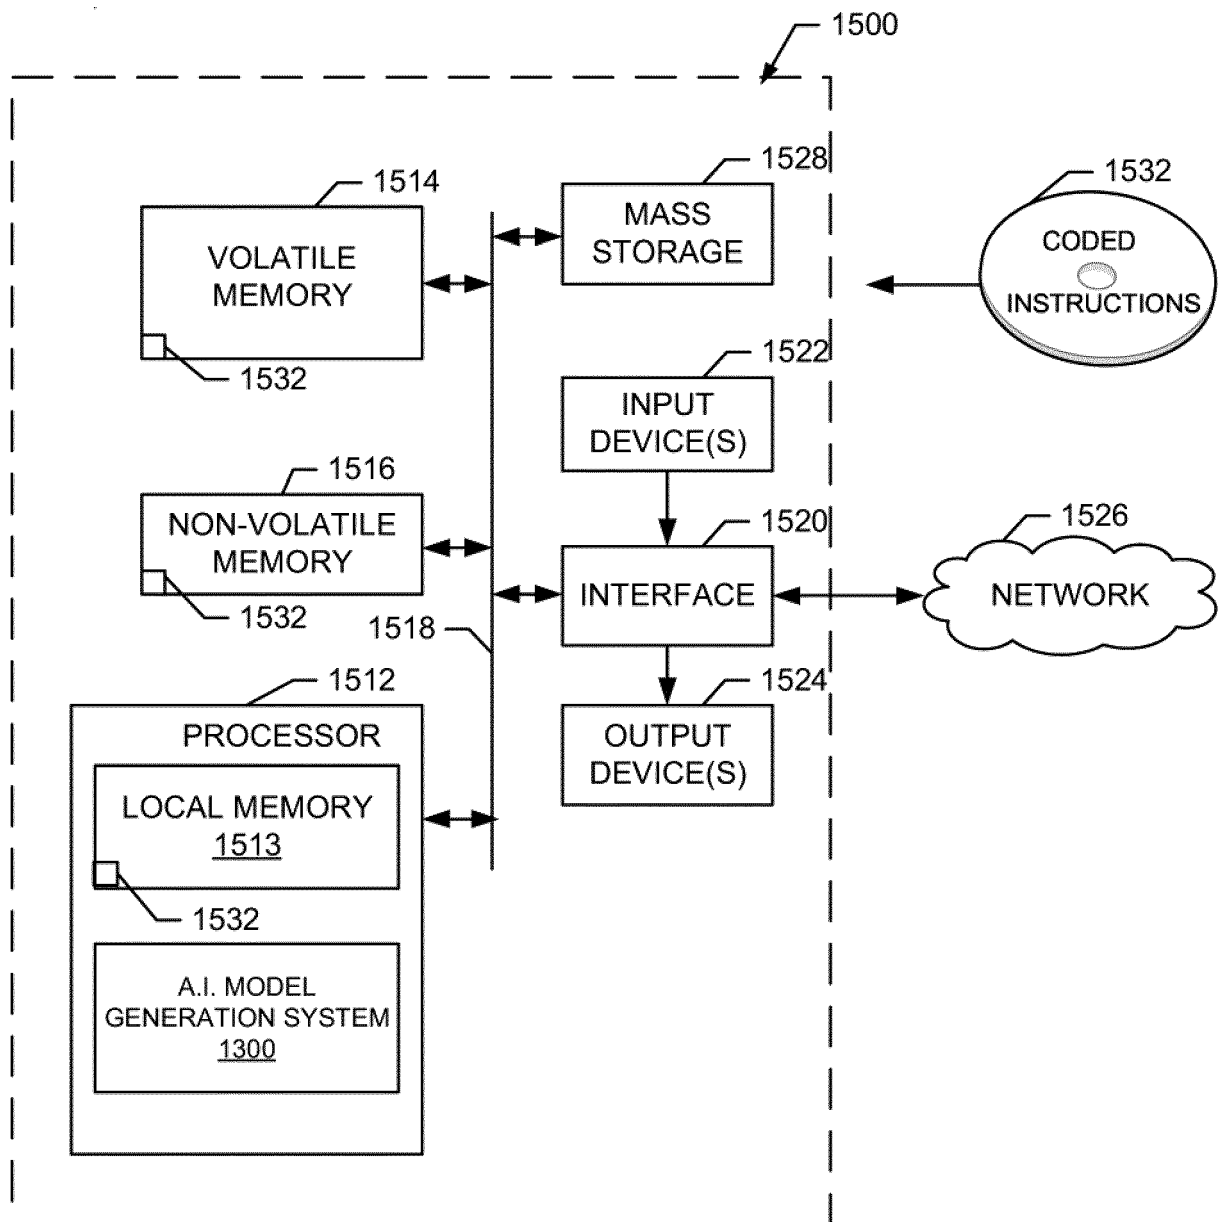 1500
1528
1532
1514
MASS
STORAGE
VOLATILE
MEMORY
CODED
INSTRUCTIONS
1532
1522
INPUT
DEVICE(S)
1516
NON-VOLATILE
MEMORY
1532
1520
INTERFACE
1526
NETWORK
1518
1512
1524
OUTPUT
DEVICE(S)
PROCESSOR
LOCAL MEMORY
1513
1532
A.I. MODEL
GENERATION SYSTEM
1300